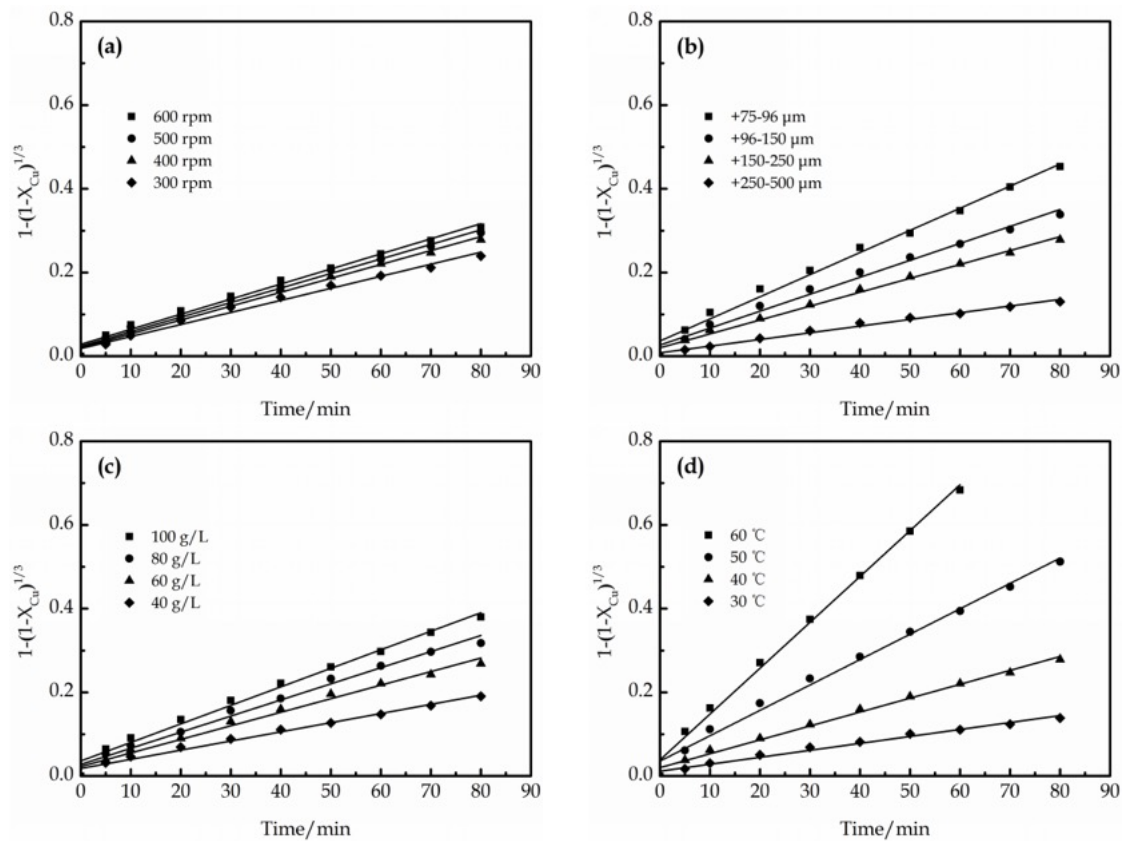 (a)
600 rpm
500 rpm
400 rpm
300 rpm
1-(1-X_Cu)^1/3
0.8
0.6
0.4
0.2
0.0
0 10 20 30 40 50 60 70 80 90
Time/min
(b)
+75-96 μm
+96-150 μm
+150-250 μm
+250-500 μm
1-(1-X_Cu)^1/3
0.8
0.6
0.4
0.2
0.0
0 10 20 30 40 50 60 70 80 90
Time/min
(c)
100 g/L
80 g/L
60 g/L
40 g/L
1-(1-X_Cu)^1/3
0.8
0.6
0.4
0.2
0.0
0 10 20 30 40 50 60 70 80 90
Time/min
(d)
60 ℃
50 ℃
40 ℃
30 ℃
1-(1-X_Cu)^1/3
0.8
0.6
0.4
0.2
0.0
0 10 20 30 40 50 60 70 80 90
Time/min